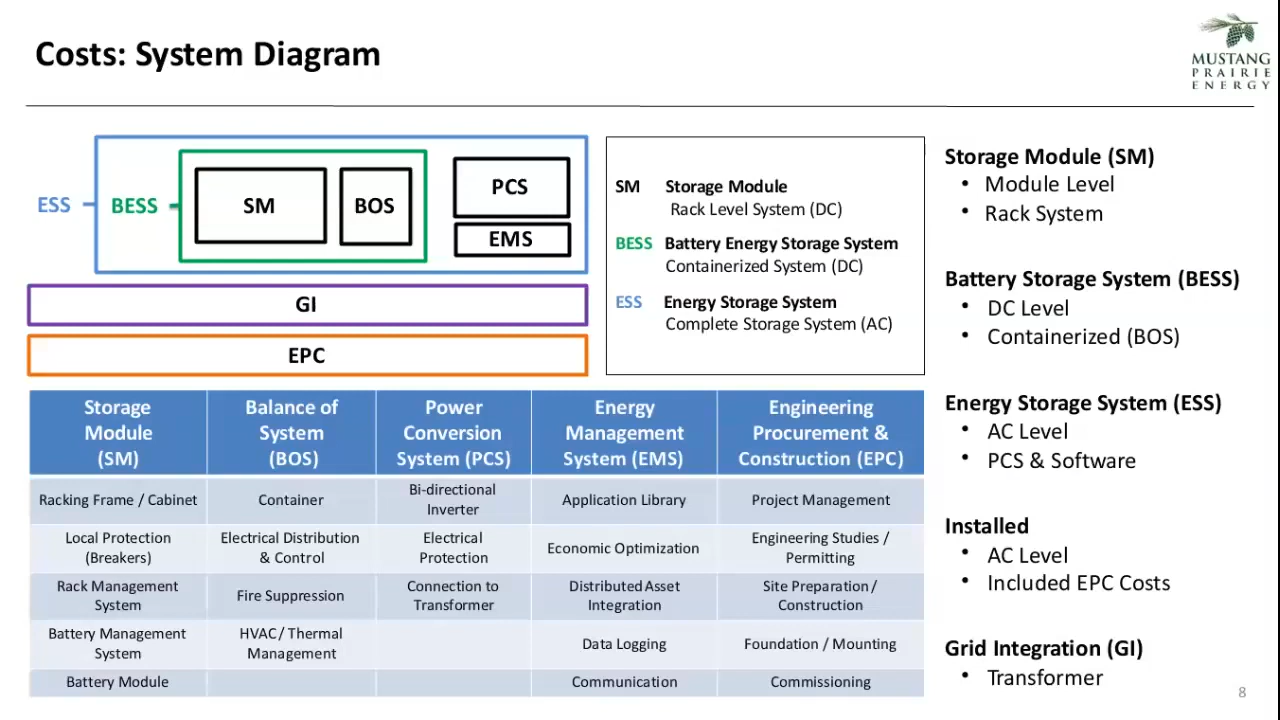 Costs: System Diagram
MUSTANG
PRAIRIE
ENERGY
ESS
BESS
SM
BOS
PCS
EMS
GI
EPC
SM Storage Module
Rack Level System (DC)
BESS Battery Energy Storage System
Containerized System (DC)
ESS Energy Storage System
Complete Storage System (AC)
Storage Module (SM)
• Module Level
• Rack System
Battery Storage System (BESS)
• DC Level
• Containerized (BOS)
Energy Storage System (ESS)
• AC Level
• PCS & Software
Installed
• AC Level
• Included EPC Costs
Grid Integration (GI)
• Transformer
Storage
Module
(SM)
Balance of
System
(BOS)
Power
Conversion
System (PCS)
Energy
Management
System (EMS)
Engineering
Procurement &
Construction (EPC)
Racking Frame / Cabinet
Container
Bi-directional
Inverter
Application Library
Project Management
Local Protection
(Breakers)
Electrical Distribution
& Control
Electrical
Protection
Economic Optimization
Engineering Studies /
Permitting
Rack Management
System
Fire Suppression
Connection to
Transformer
Distributed Asset
Integration
Site Preparation /
Construction
Battery Management
System
HVAC / Thermal
Management
Data Logging
Foundation / Mounting
Battery Module
Communication
Commissioning
8